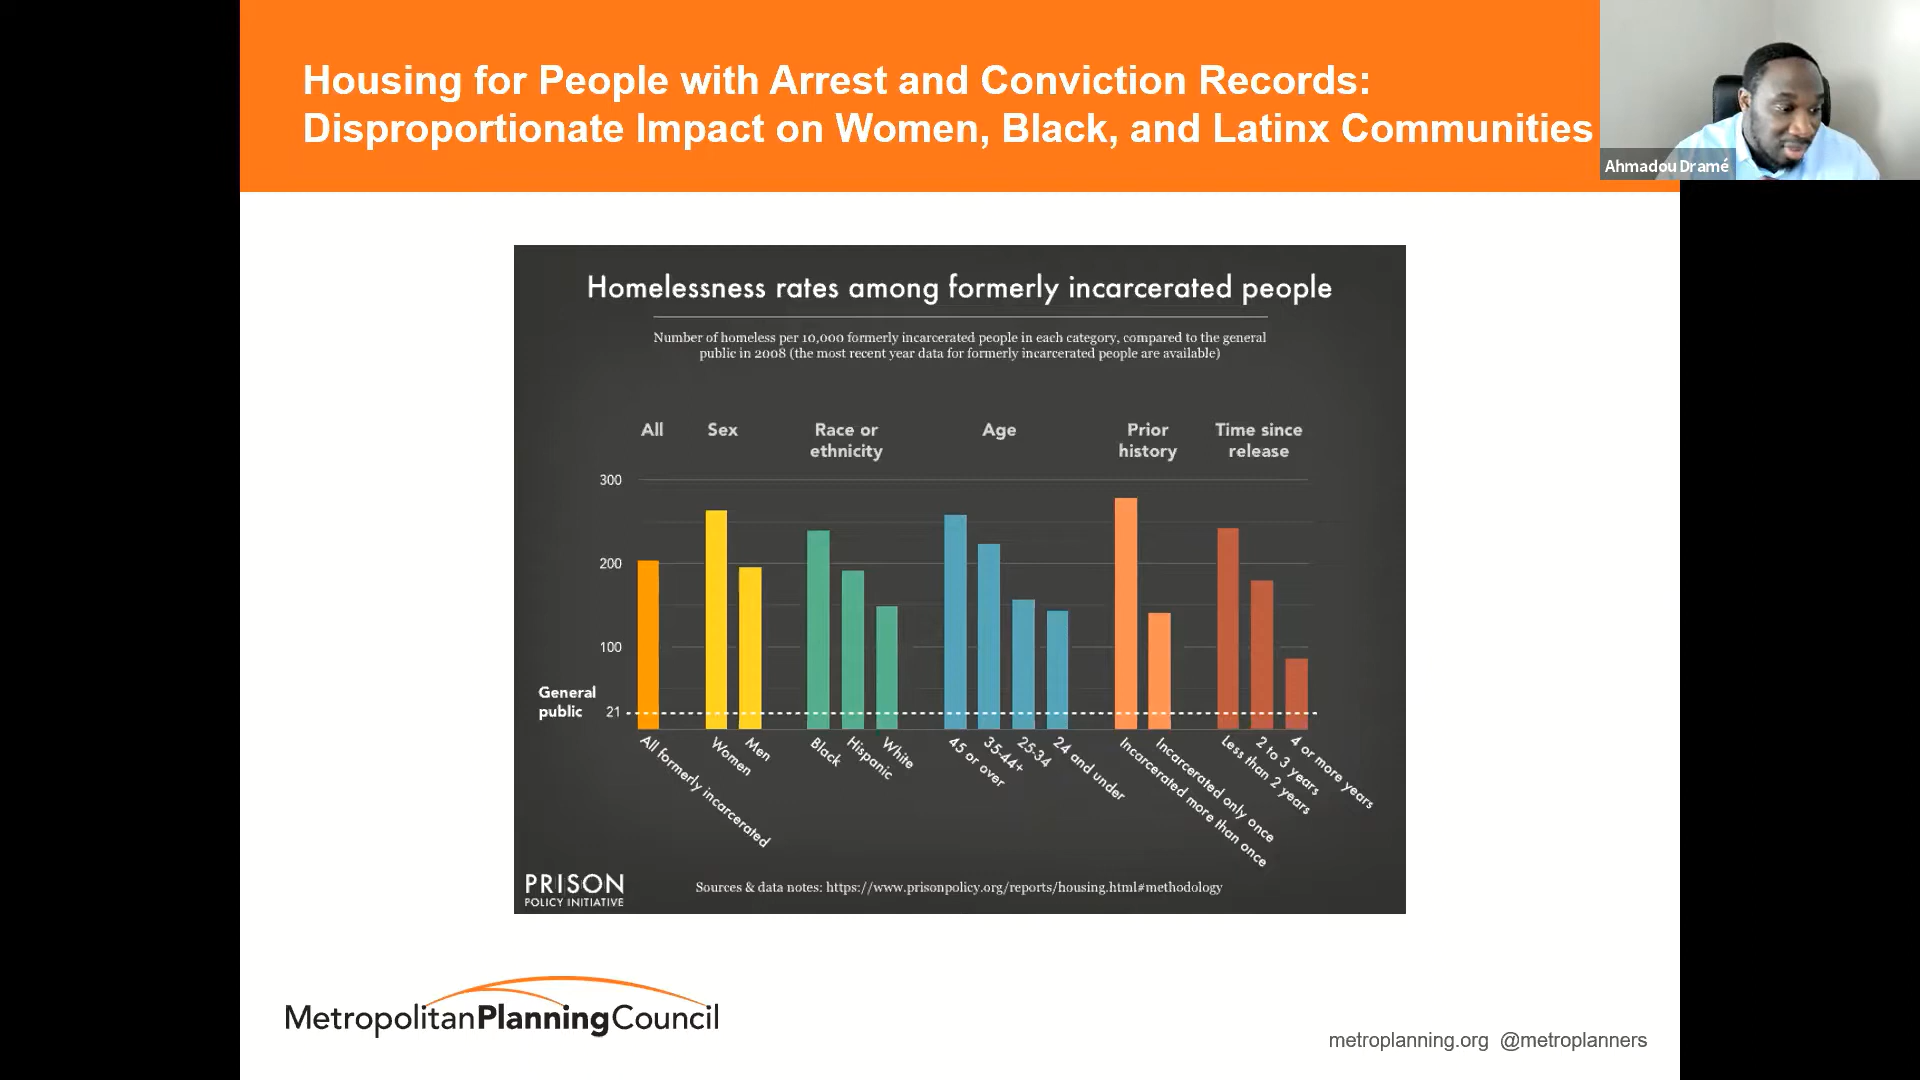 Housing for People with Arrest and Conviction Records:
Disproportionate Impact on Women, Black, and Latinx Communities
Ahmadou Dramé
Homelessness rates among formerly incarcerated people
Number of homeless per 10,000 formerly incarcerated people in each category, compared to the general
public in 2008 (the most recent year data for formerly incarcerated people are available)
All
Sex
Race or
ethnicity
Age
Prior
history
Time since
release
300
200
100
General
public
21
All formerly incarcerated
Women
Men
Black
Hispanic
White
45 or over
35-44+
25-34
24 and under
Incarcerated more than once
Incarcerated only once
Less than 2 years
2 to 3 years
4 or more years
PRISON
POLICY INITIATIVE
Sources & data notes: https://www.prisonpolicy.org/reports/housing.html#methodology
MetropolitanPlanningCouncil
metroplanning.org @metroplanners